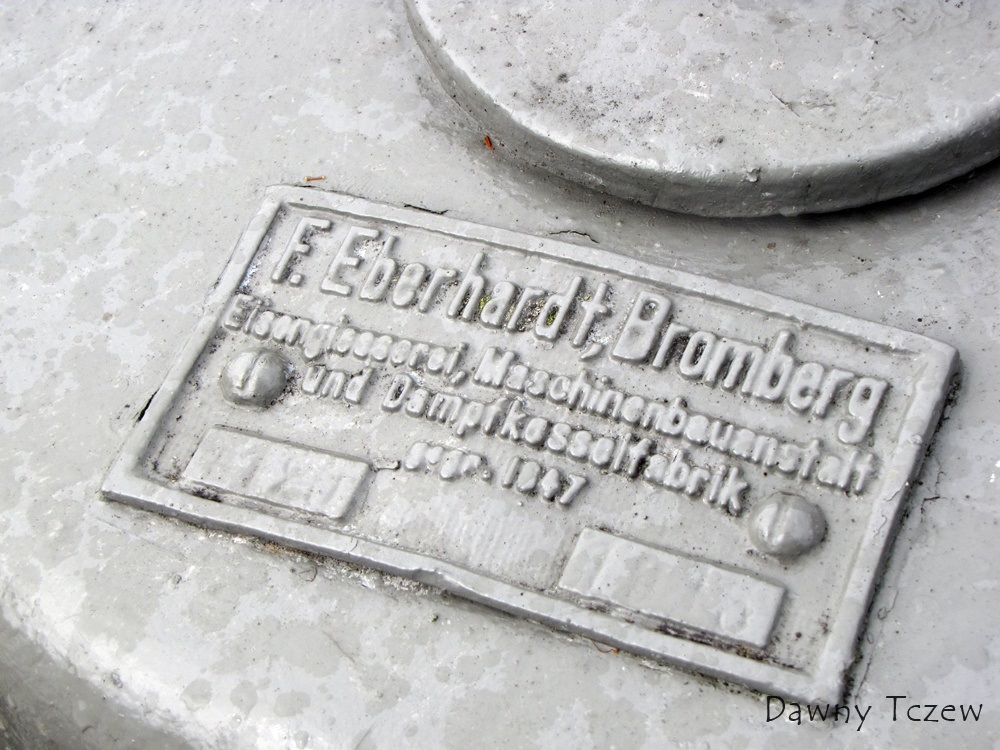 F. Eberhardt, Bromberg
Eisengiesserei, Maschinenbauanstalt
und Dampfkesselfabrik
gegr. 1847
Dawny Tczew